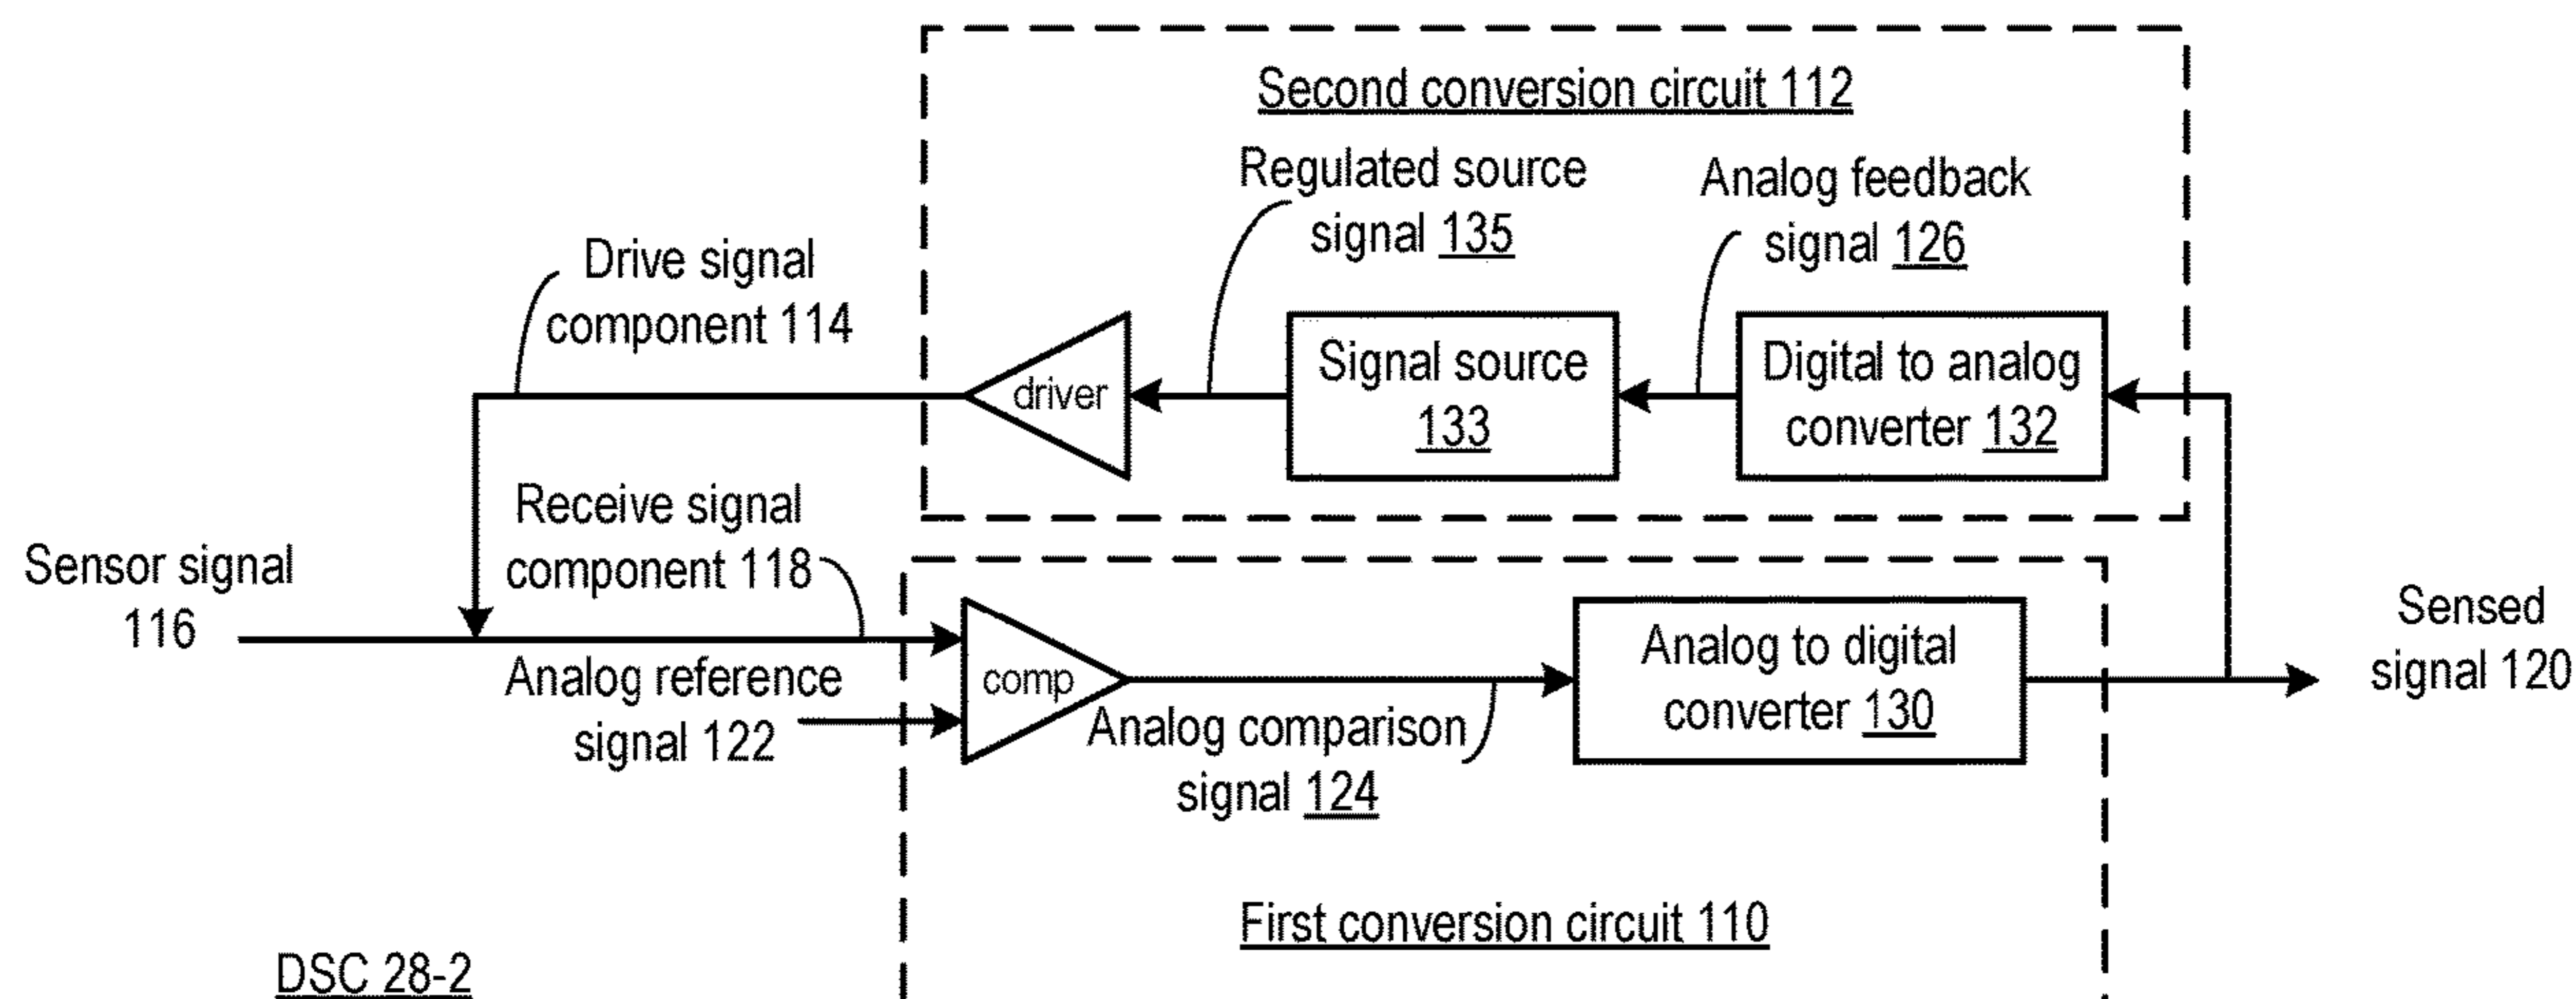 Second conversion circuit 112
Regulated source
signal 135
Analog feedback
signal 126
Drive signal
component 114
driver
Signal source
133
Digital to analog
converter 132
Receive signal
component 118
Sensor signal
116
Analog reference
signal 122
comp
Analog comparison
signal 124
Analog to digital
converter 130
Sensed
signal 120
First conversion circuit 110
DSC 28-2